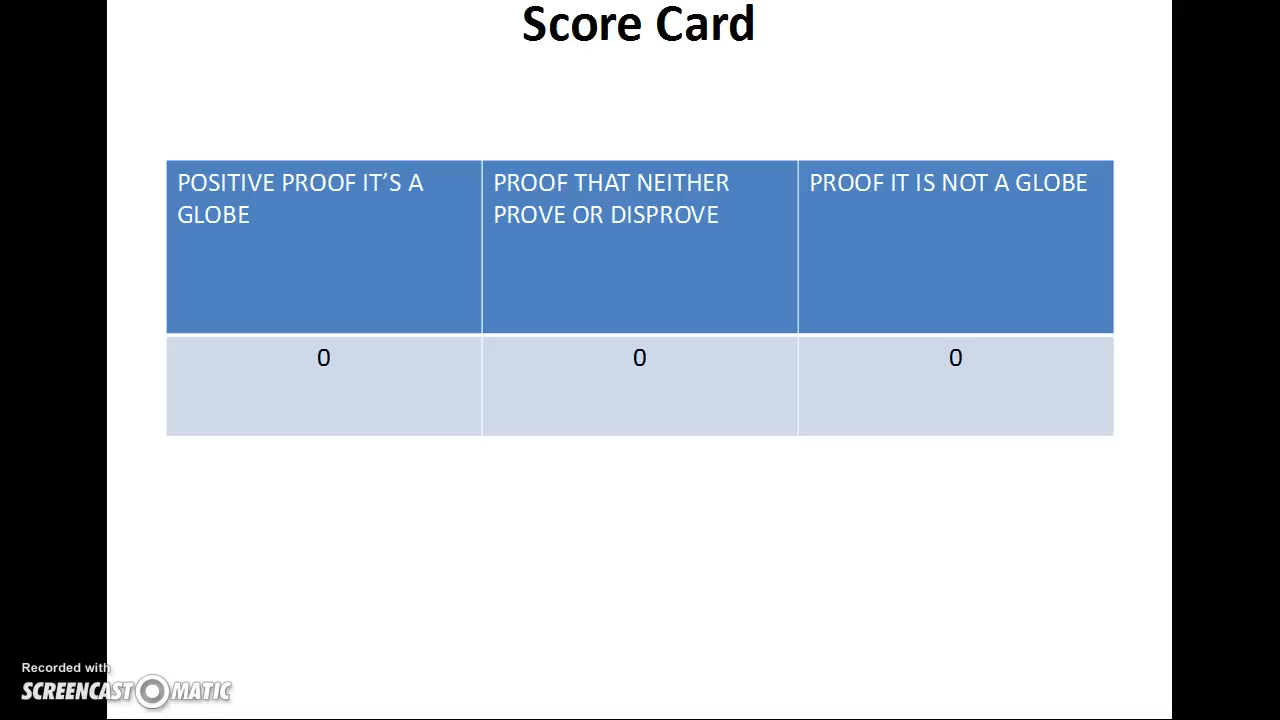 Score Card
POSITIVE PROOF IT’S A
GLOBE
PROOF THAT NEITHER
PROVE OR DISPROVE
PROOF IT IS NOT A GLOBE
0
0
0
Recorded with
SCREENCAST O MATIC